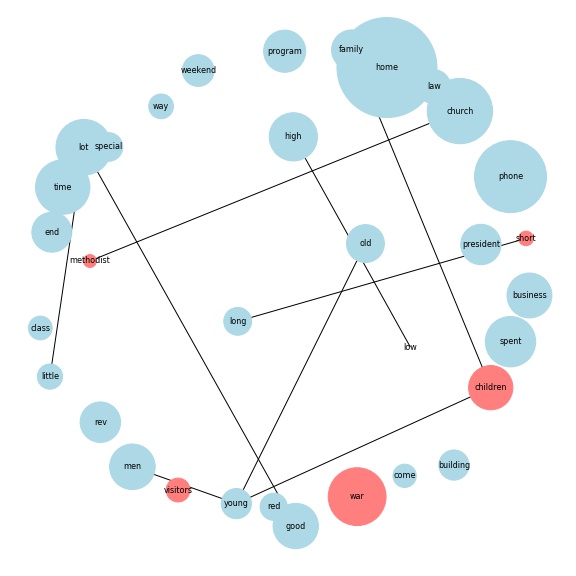 family
program
home
weekend
law
way
church
high
lot
special
phone
time
end
short
old
president
methodist
business
long
class
spent
low
little
children
rev
men
building
come
visitors
war
young
red
good